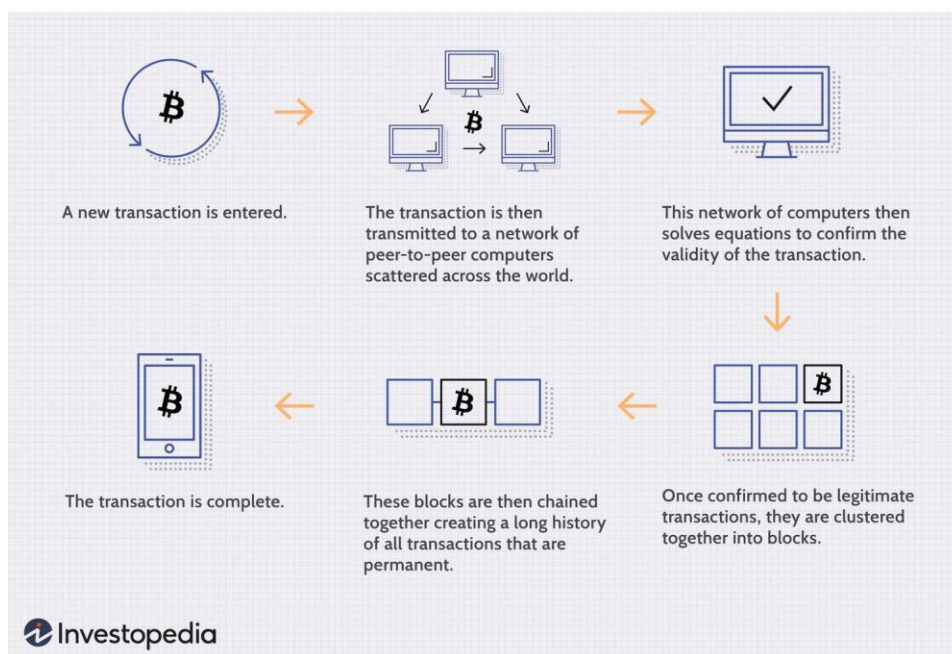 A new transaction is entered.
The transaction is then
transmitted to a network of
peer-to-peer computers
scattered across the world.
This network of computers then
solves equations to confirm the
validity of the transaction.
Once confirmed to be legitimate
transactions, they are clustered
together into blocks.
These blocks are then chained
together creating a long history
of all transactions that are
permanent.
The transaction is complete.
Investopedia